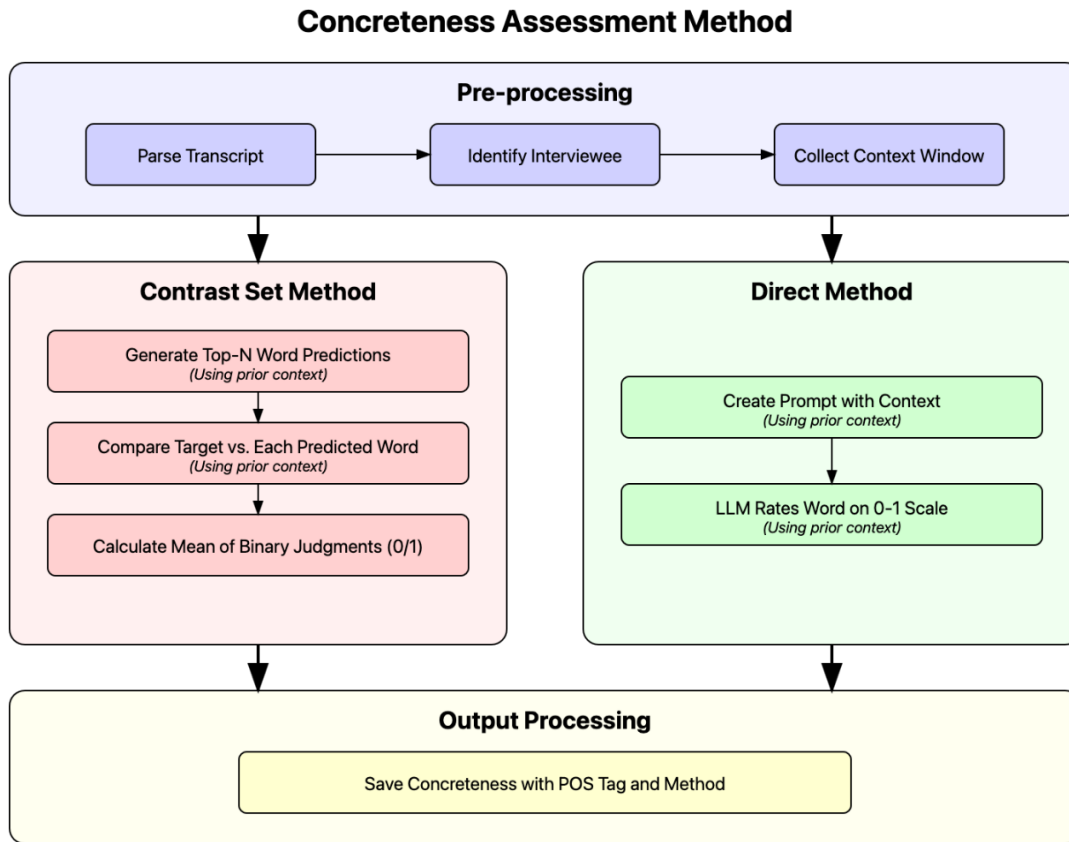 Concreteness Assessment Method
Pre-processing
Parse Transcript
Identify Interviewee
Collect Context Window
Contrast Set Method
Generate Top-N Word Predictions
(Using prior context)
Compare Target vs. Each Predicted Word
(Using prior context)
Calculate Mean of Binary Judgments (0/1)
Direct Method
Create Prompt with Context
(Using prior context)
LLM Rates Word on 0-1 Scale
(Using prior context)
Output Processing
Save Concreteness with POS Tag and Method